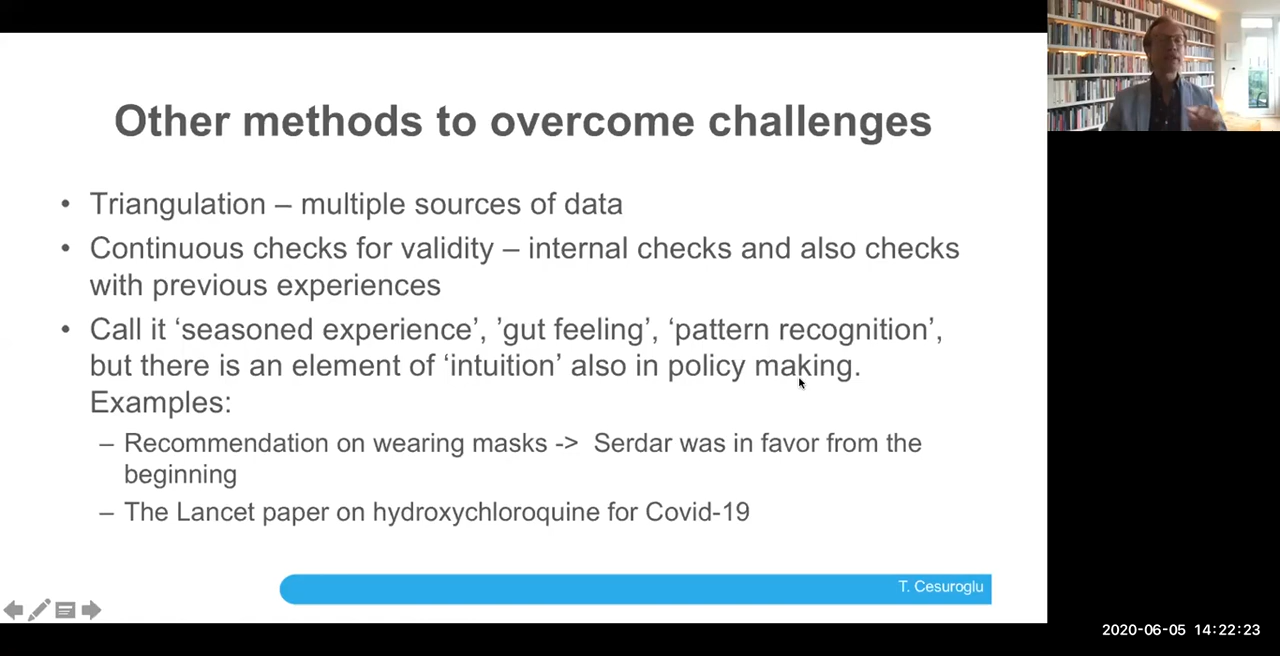 Other methods to overcome challenges
• Triangulation – multiple sources of data
• Continuous checks for validity – internal checks and also checks
with previous experiences
• Call it ‘seasoned experience’, ’gut feeling’, ‘pattern recognition’,
but there is an element of ‘intuition’ also in policy making.
Examples:
– Recommendation on wearing masks -> Serdar was in favor from the
beginning
– The Lancet paper on hydroxychloroquine for Covid-19
T. Cesuroglu
2020-06-05 14:22:23